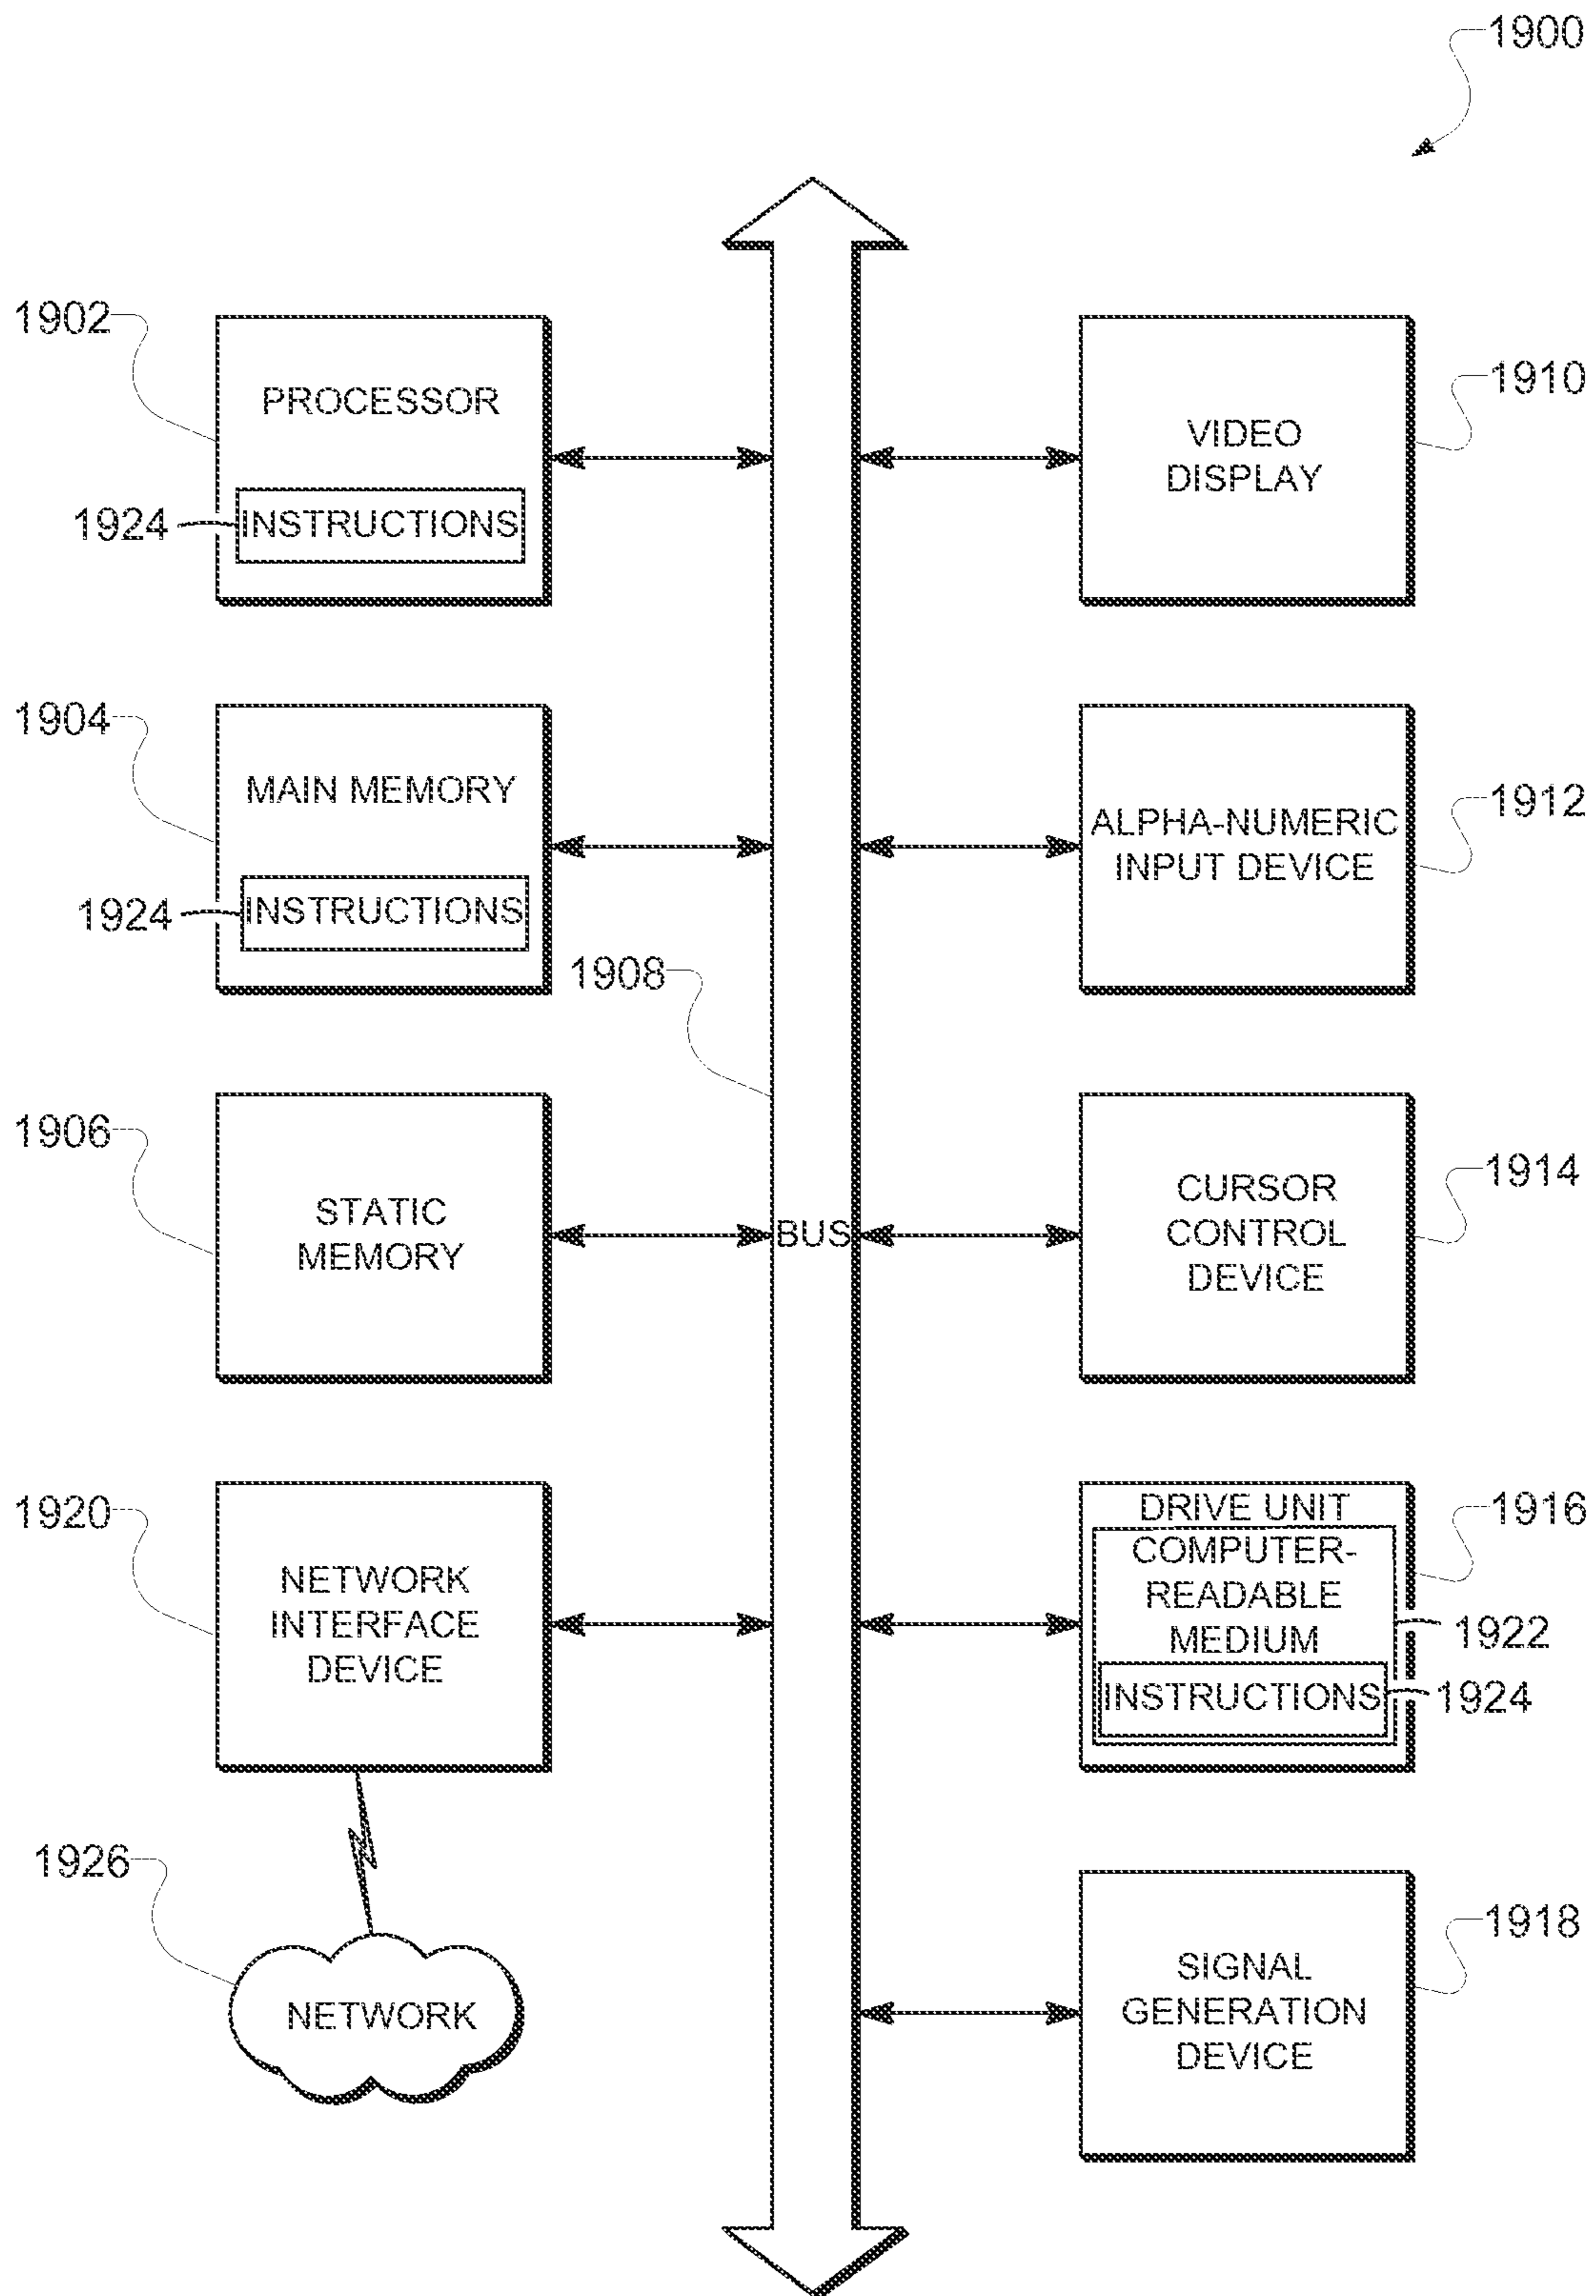 1900
1902
PROCESSOR
1924
INSTRUCTIONS
1910
VIDEO
DISPLAY
1904
MAIN MEMORY
1924
INSTRUCTIONS
1912
ALPHA-NUMERIC
INPUT DEVICE
1908
BUS
1906
STATIC
MEMORY
1914
CURSOR
CONTROL
DEVICE
1920
NETWORK
INTERFACE
DEVICE
1916
DRIVE UNIT
COMPUTER-
READABLE
MEDIUM
1922
INSTRUCTIONS
1924
1926
NETWORK
1918
SIGNAL
GENERATION
DEVICE